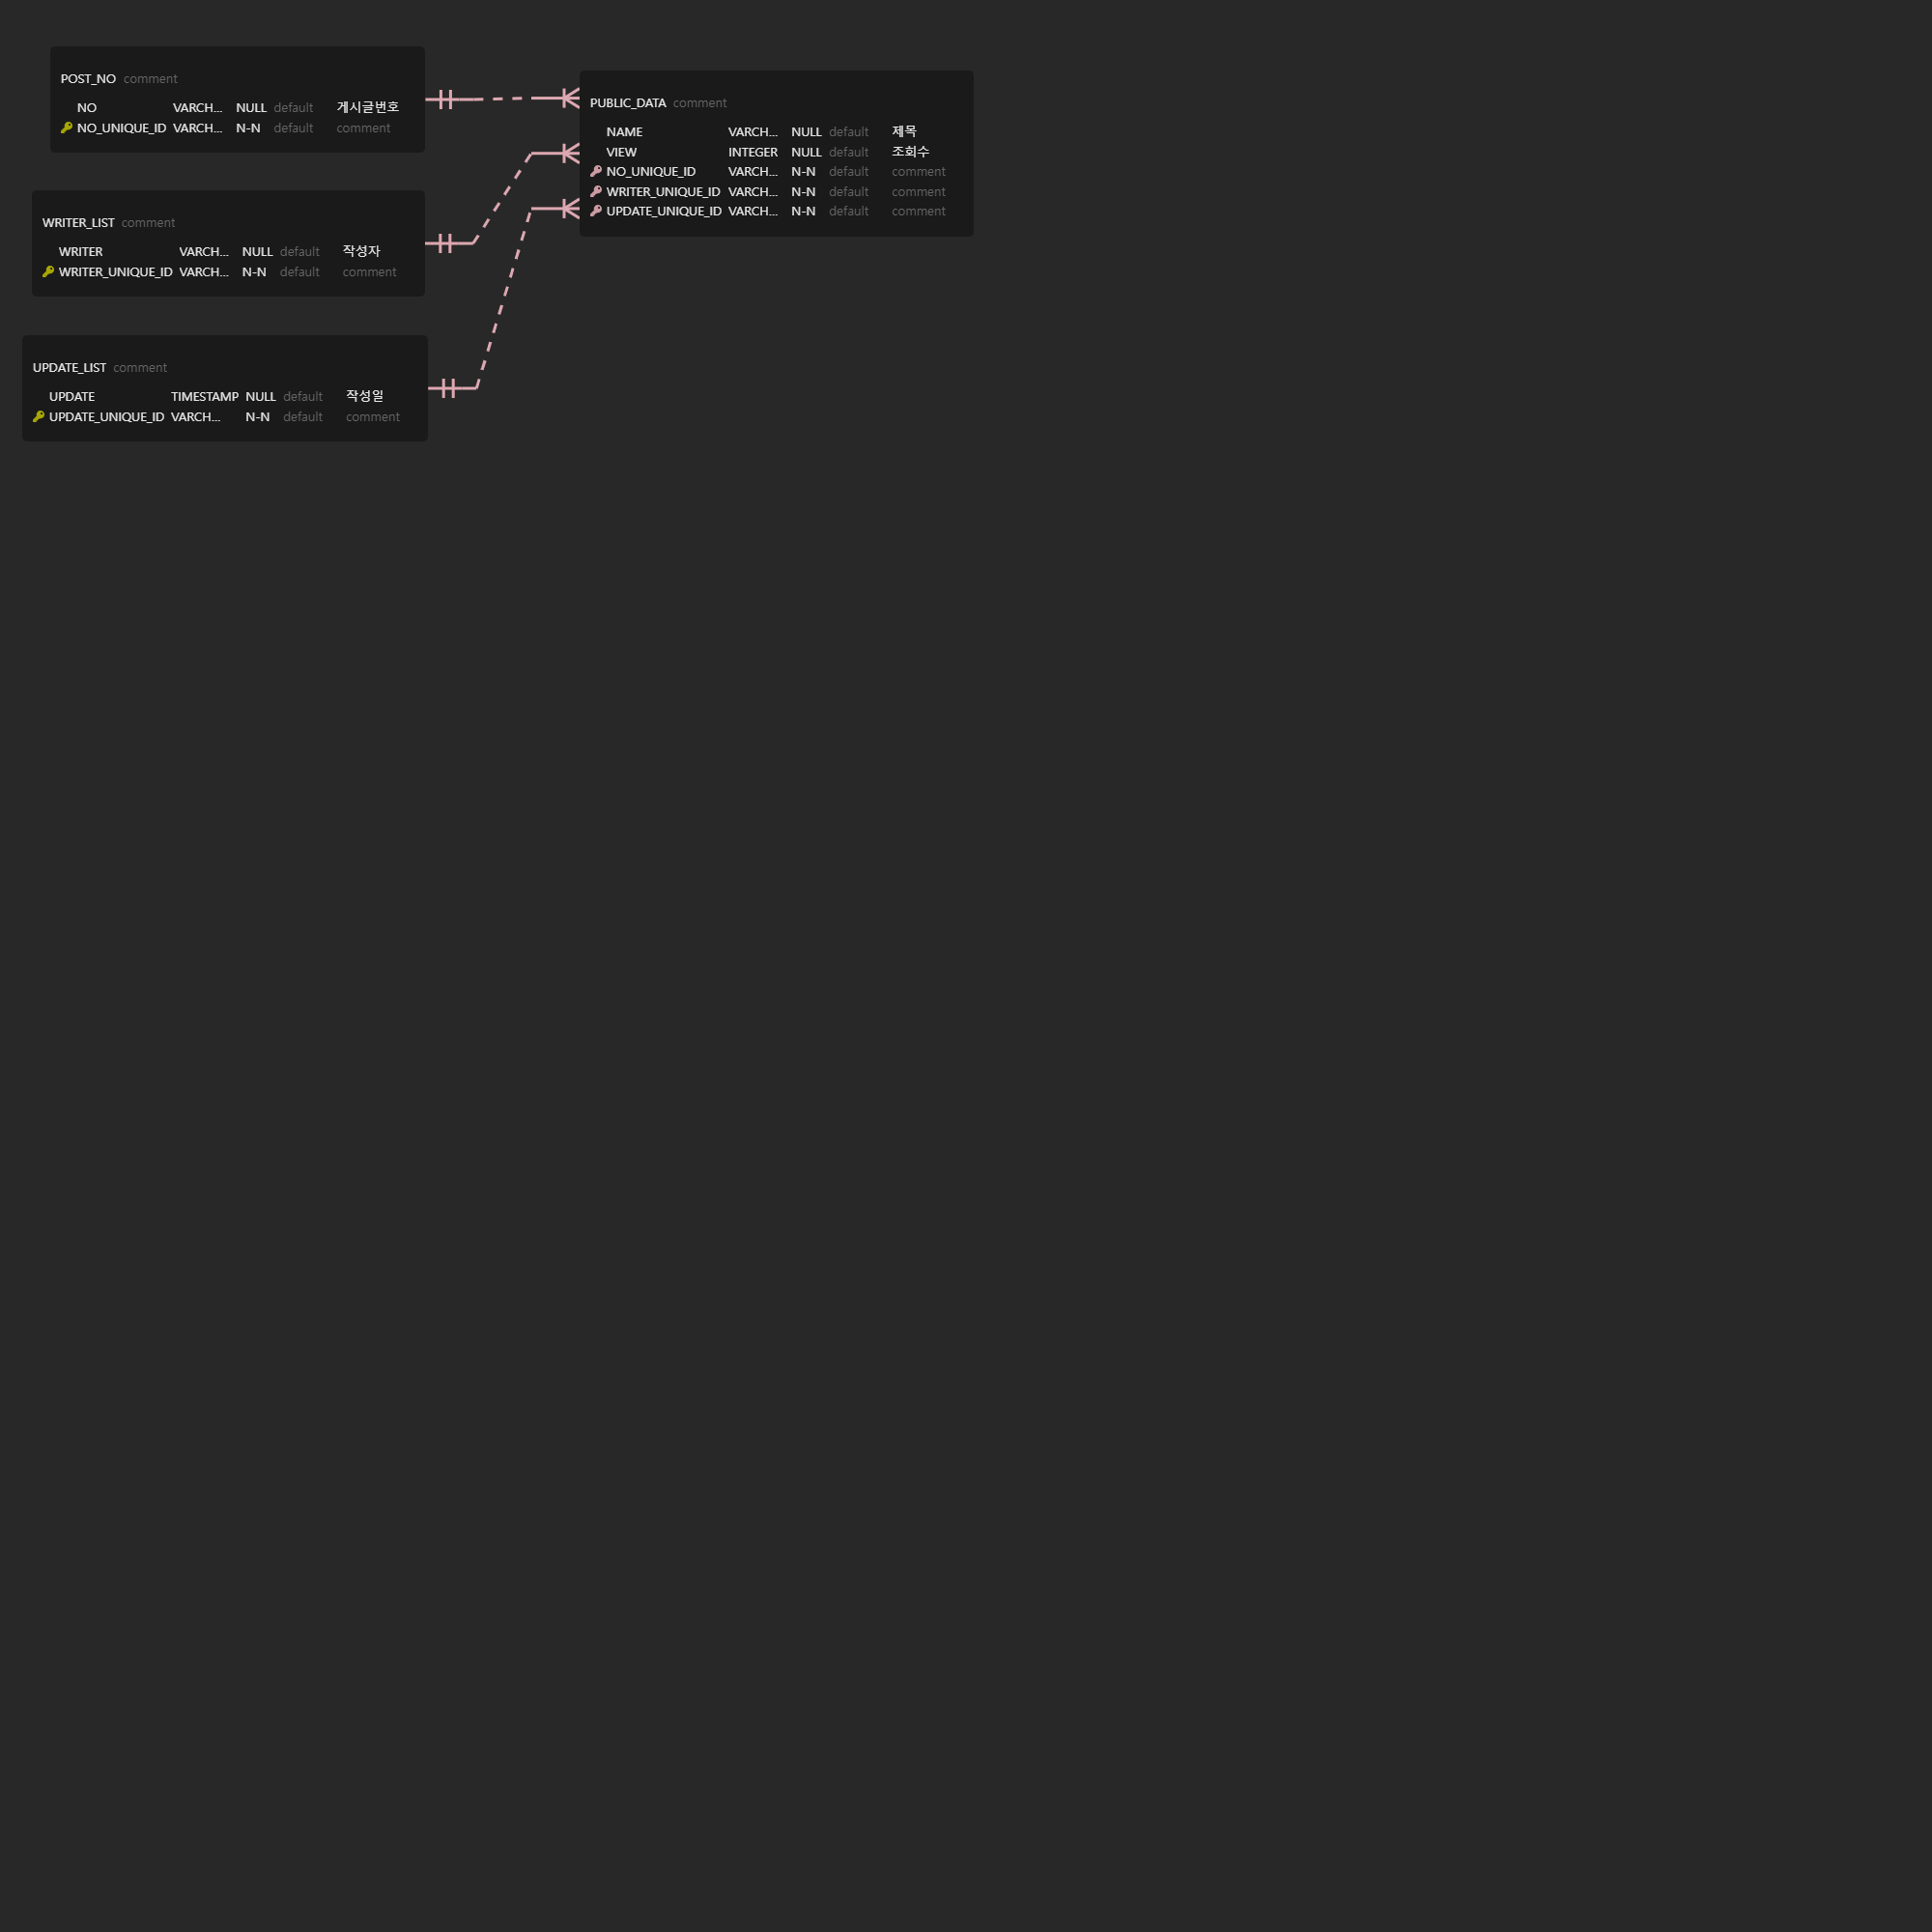 POST_NO comment
NO VARCH... NULL default 게시글번호
NO_UNIQUE_ID VARCH... N-N default comment
WRITER_LIST comment
WRITER VARCH... NULL default 작성자
WRITER_UNIQUE_ID VARCH... N-N default comment
UPDATE_LIST comment
UPDATE TIMESTAMP NULL default 작성일
UPDATE_UNIQUE_ID VARCH... N-N default comment
PUBLIC_DATA comment
NAME VARCH... NULL default 제목
VIEW INTEGER NULL default 조회수
NO_UNIQUE_ID VARCH... N-N default comment
WRITER_UNIQUE_ID VARCH... N-N default comment
UPDATE_UNIQUE_ID VARCH... N-N default comment